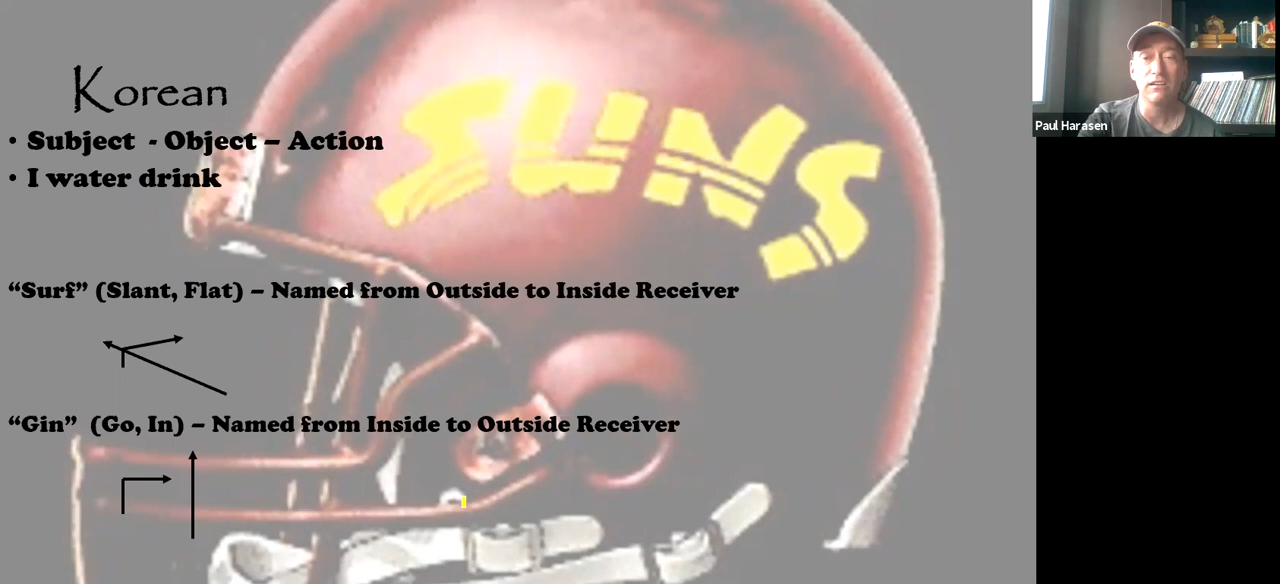 Korean
• Subject - Object – Action
• I water drink
SUNS
“Surf” (Slant, Flat) – Named from Outside to Inside Receiver
“Gin” (Go, In) – Named from Inside to Outside Receiver
Paul Harasen